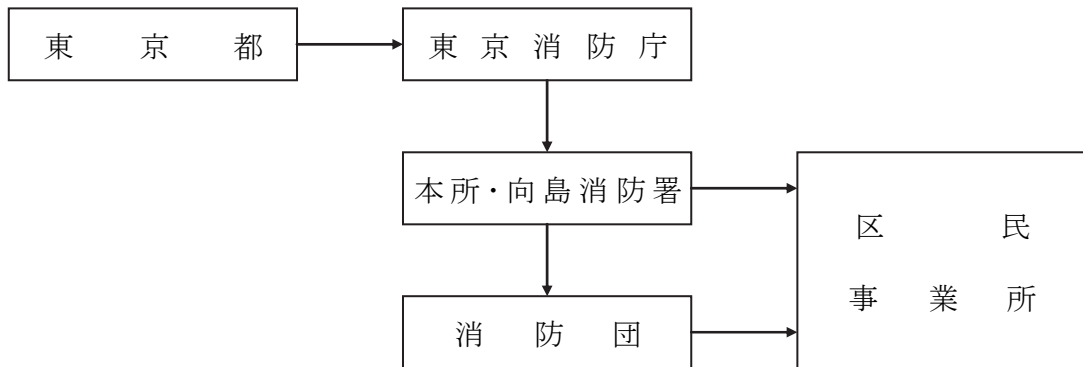 東京都
東京消防庁
本所・向島消防署
区民
事業所
消防団